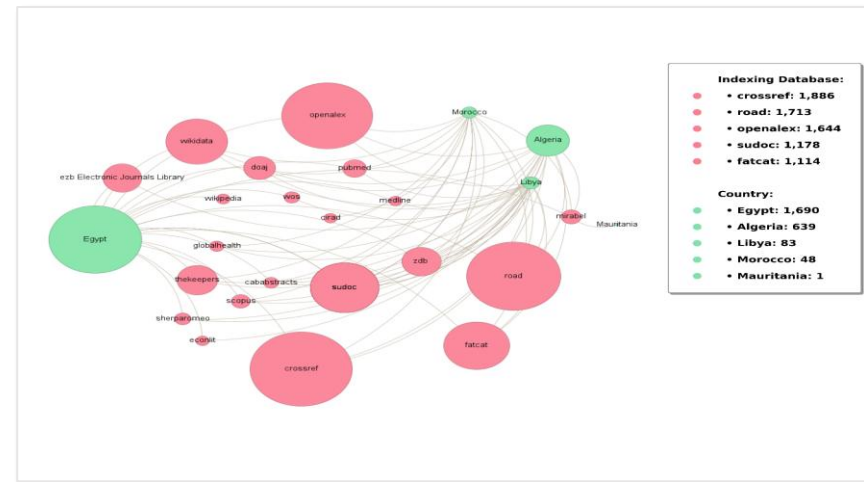 openalex
Morocco
Algeria
wikidata
doaj
pubmed
ezb Electronic Journals Library
Libya
wikipedia
wos
medline
cirad
mirabel
Mauritania
Egypt
globalhealth
zdb
road
thekeepers
cababstracts
sudoc
scopus
sherparomeo
econlit
fatcat
crossref
Indexing Database:
• crossref: 1,886
• road: 1,713
• openalex: 1,644
• sudoc: 1,178
• fatcat: 1,114
Country:
• Egypt: 1,690
• Algeria: 639
• Libya: 83
• Morocco: 48
• Mauritania: 1